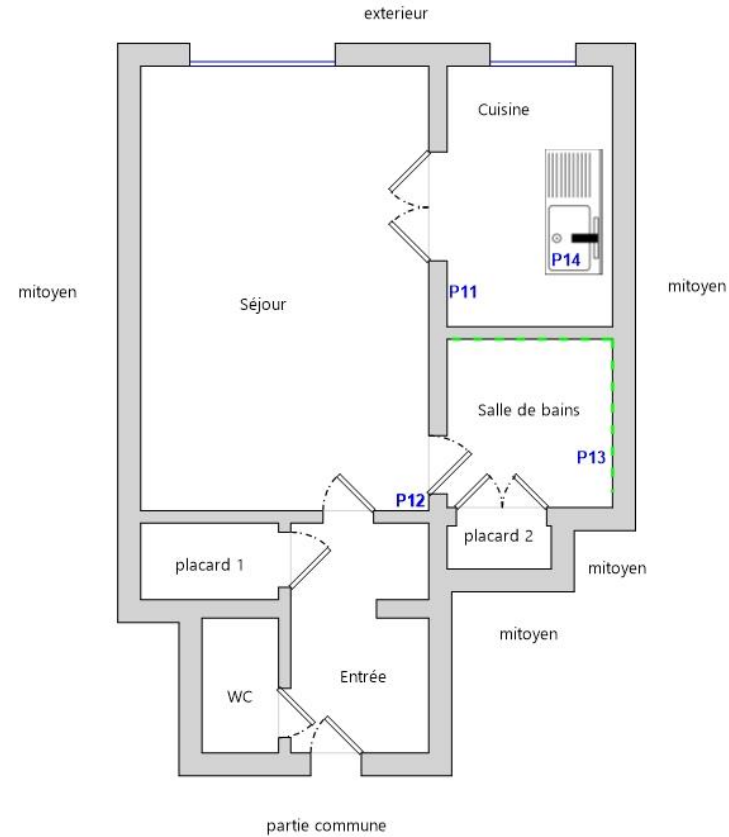 exterieur
Cuisine
P14
mitoyen
mitoyen
P11
Séjour
Salle de bains
P13
P12
placard 2
placard 1
mitoyen
mitoyen
Entrée
WC
partie commune